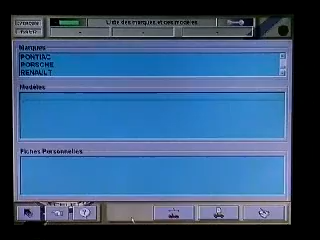 Liste des marques et des modèles
Marques
PONTIAC
PORSCHE
RENAULT
Modèles
Fiches Personnelles